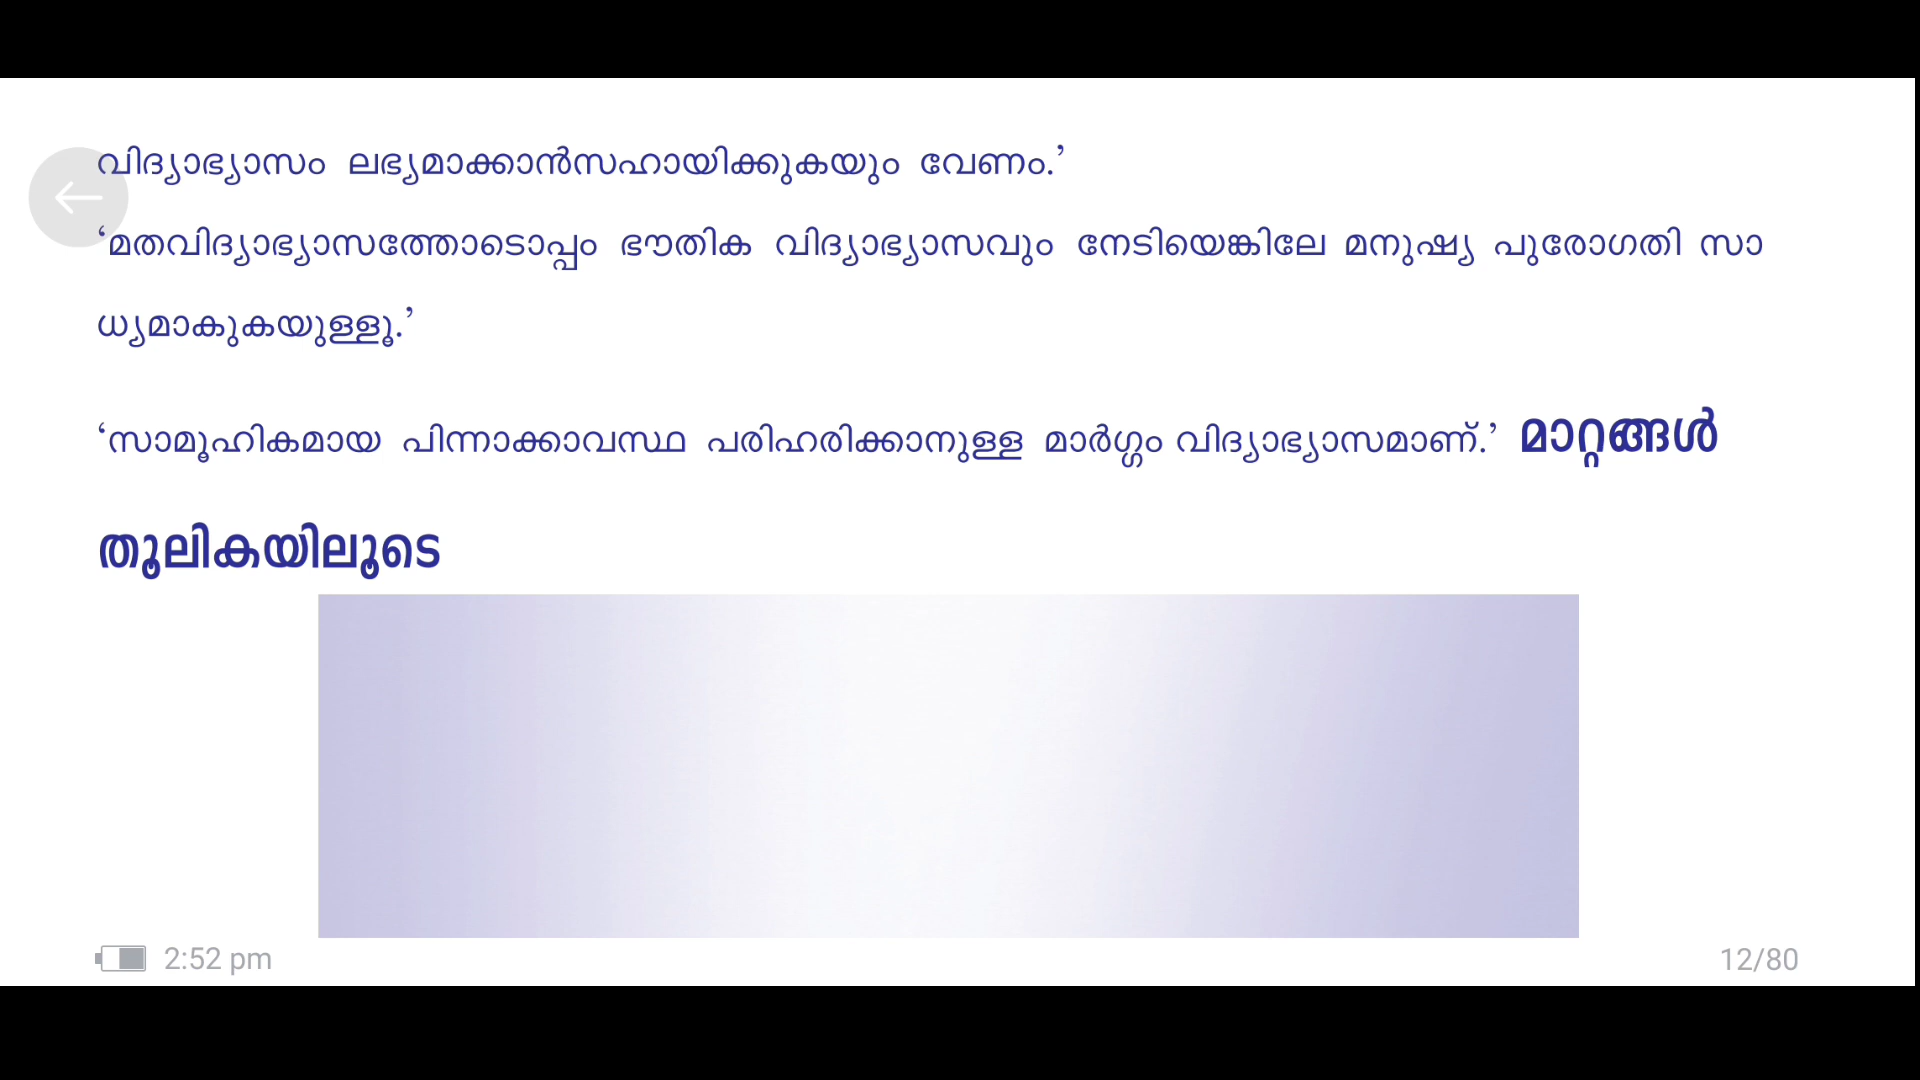 വിദ്യാഭ്യാസം ലഭ്യമാക്കാൻസഹായിക്കുകയും വേണം.’
‘മതവിദ്യാഭ്യാസത്തോടൊപ്പം ഭൗതിക വിദ്യാഭ്യാസവും നേടിയെങ്കിലേ മനുഷ്യ പുരോഗതി സാ
ധ്യമാകുകയുള്ളൂ.’
‘സാമൂഹികമായ പിന്നാക്കാവസ്ഥ പരിഹരിക്കാനുള്ള മാർഗ്ഗം വിദ്യാഭ്യാസമാണ്.’ മാറ്റങ്ങൾ
തൂലികയിലൂടെ
2:52 pm
12/80